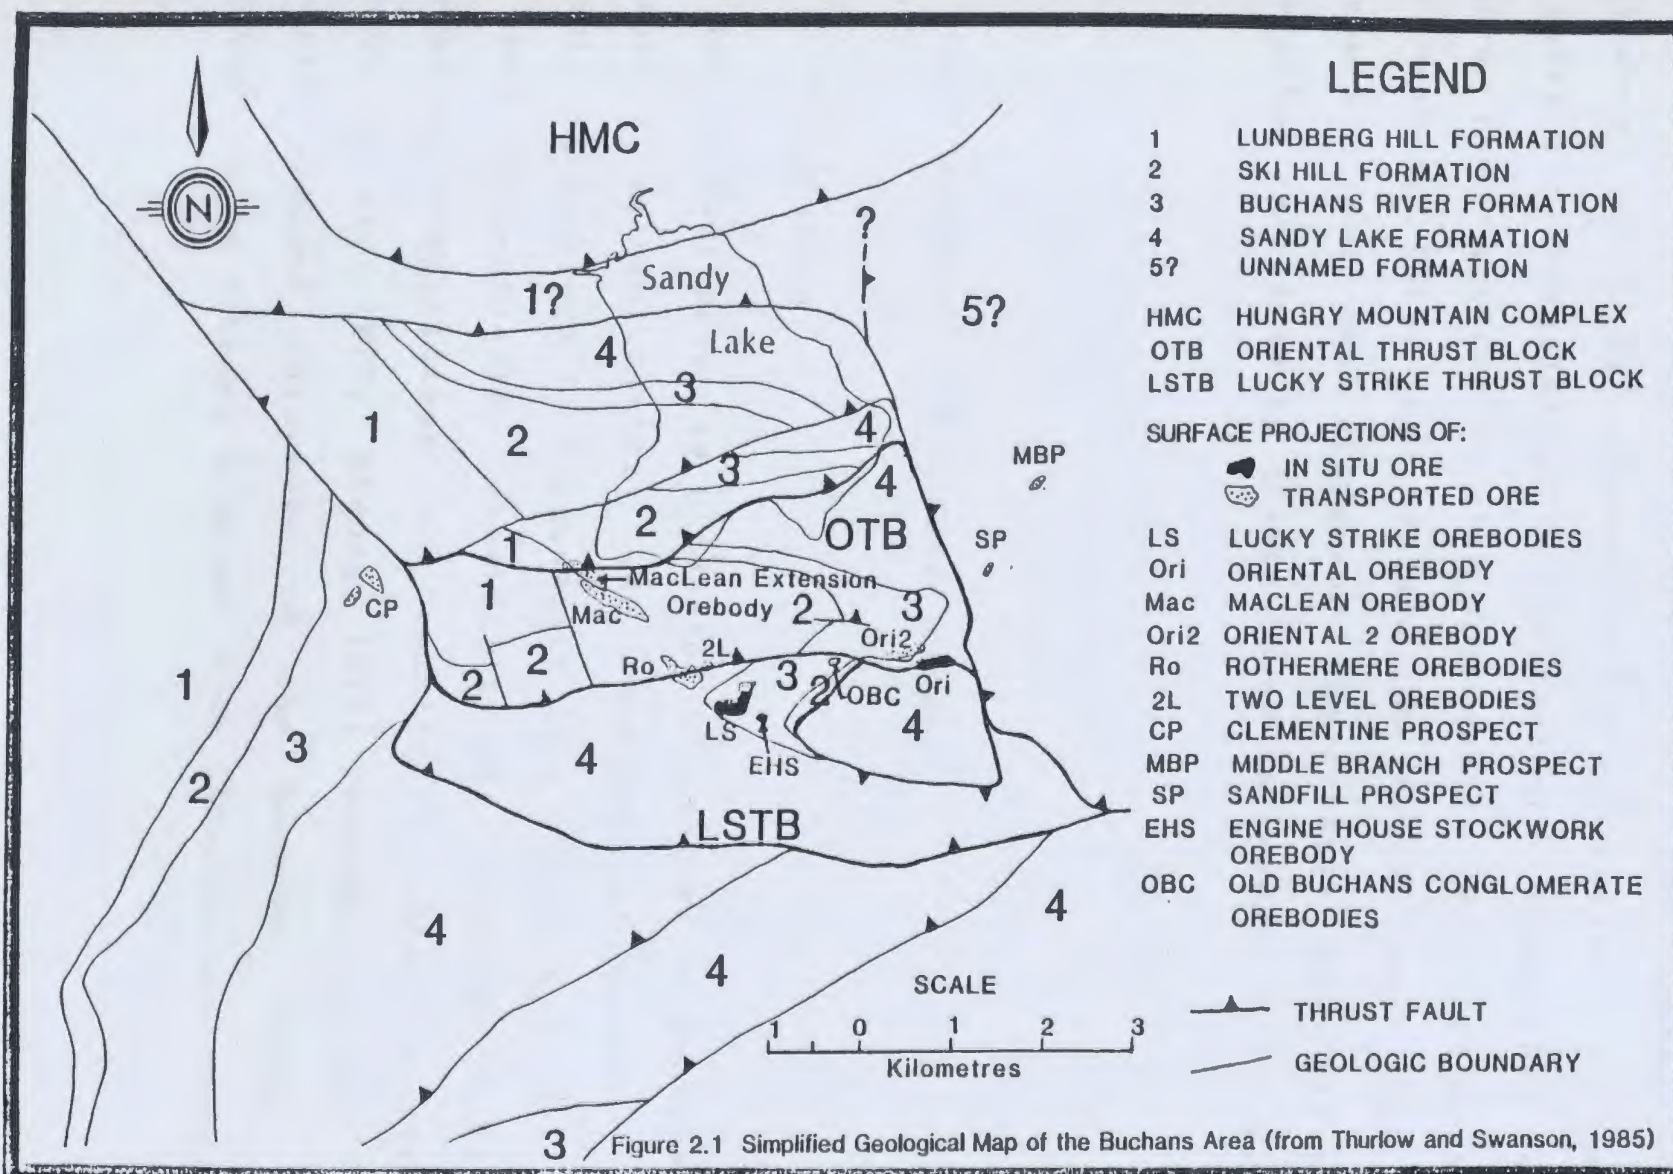 HMC
N
Sandy
Lake
1?
5?
?
4
3
1
2
4
3
4
2
OTB
MBP
SP
1
MacLean Extension
Orebody
CP
Mac
1
2
3
Ori2
2L
2
Ro
3
2
OBC
Ori
2
1
LS
4
3
EHS
4
2
LSTB
4
4
4
3
LEGEND
1 LUNDBERG HILL FORMATION
2 SKI HILL FORMATION
3 BUCHANS RIVER FORMATION
4 SANDY LAKE FORMATION
5? UNNAMED FORMATION
HMC HUNGRY MOUNTAIN COMPLEX
OTB ORIENTAL THRUST BLOCK
LSTB LUCKY STRIKE THRUST BLOCK
SURFACE PROJECTIONS OF:
IN SITU ORE
TRANSPORTED ORE
LS LUCKY STRIKE OREBODIES
Ori ORIENTAL OREBODY
Mac MACLEAN OREBODY
Ori2 ORIENTAL 2 OREBODY
Ro ROTHERMERE OREBODIES
2L TWO LEVEL OREBODIES
CP CLEMENTINE PROSPECT
MBP MIDDLE BRANCH PROSPECT
SP SANDFILL PROSPECT
EHS ENGINE HOUSE STOCKWORK
OREBODY
OBC OLD BUCHANS CONGLOMERATE
OREBODIES
SCALE
1 0 1 2 3
Kilometres
THRUST FAULT
GEOLOGIC BOUNDARY
Figure 2.1 Simplified Geological Map of the Buchans Area (from Thurlow and Swanson, 1985)